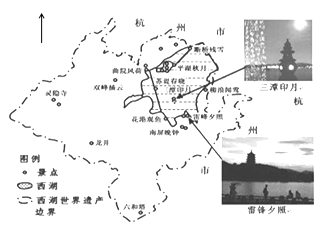 杭
州
市
断桥残雪
曲院风荷
平湖秋月
苏堤春晓
双峰插云
三潭印月
潭印月
柳浪闻莺
灵隐寺
杭
花港观鱼
雷峰夕照
南屏晚钟
州
龙井
图例
景点
西湖
西湖世界遗产
边界
六和塔
市
雷锋夕照